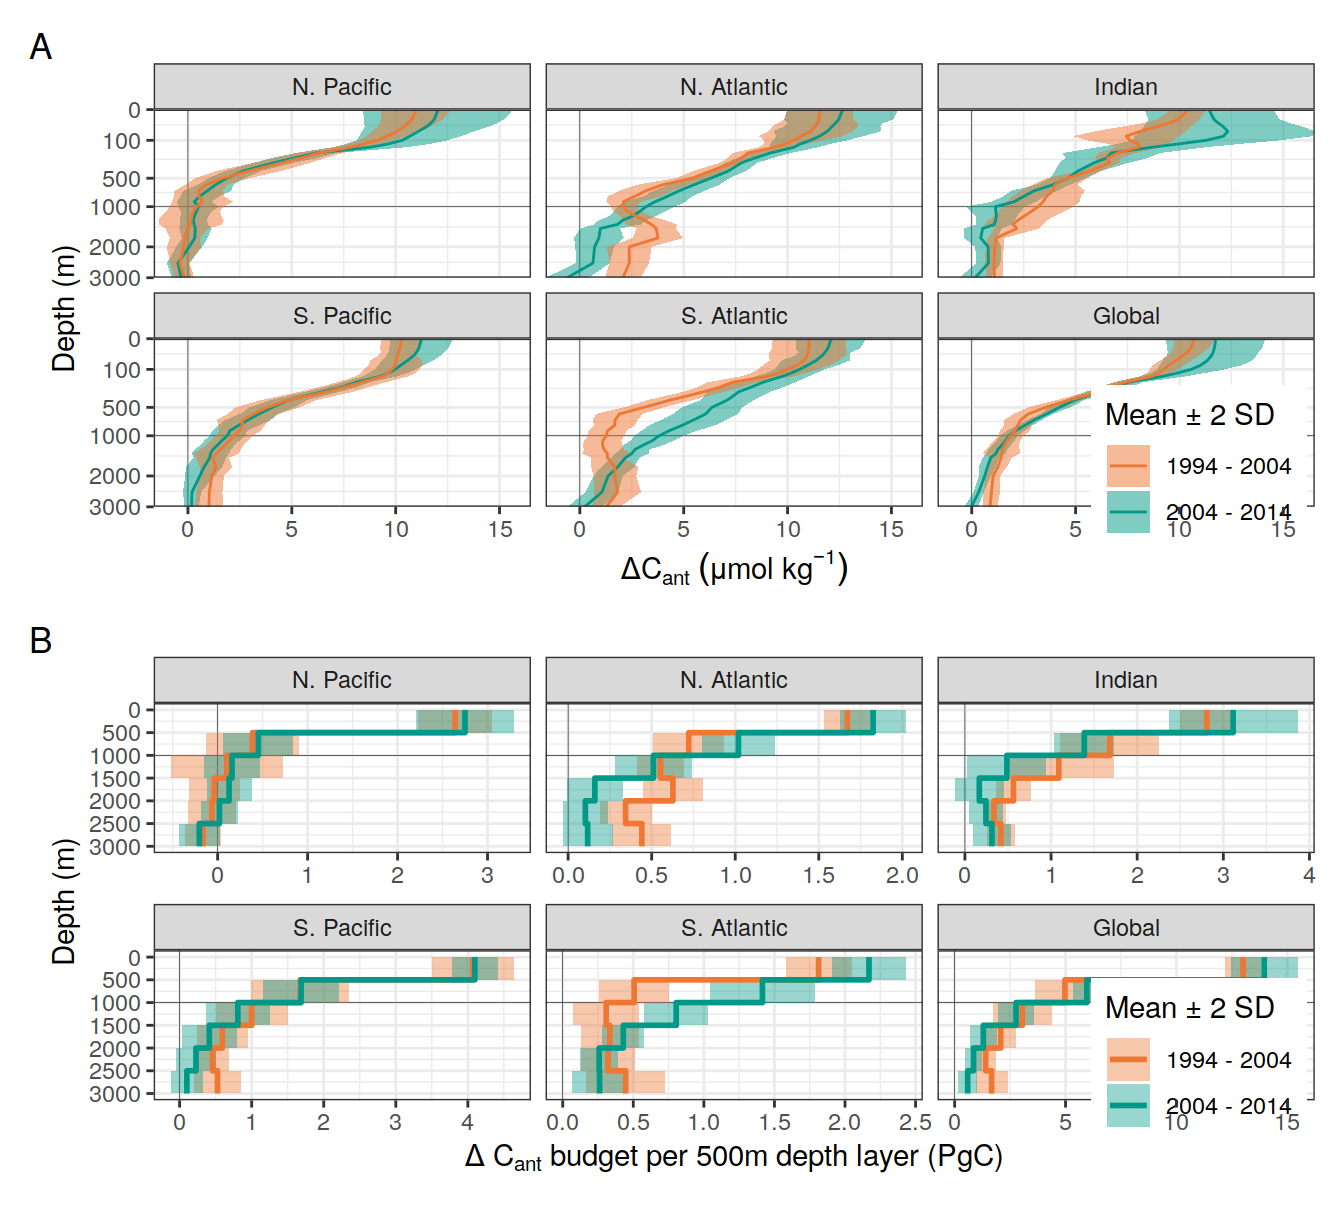 A
N. Pacific
N. Atlantic
Indian
0
100
500
1000
2000
3000
S. Pacific
S. Atlantic
Global
0
100
500
1000
2000
3000
Depth (m)
Mean ± 2 SD
1994 - 2004
2004 - 2014
0 5 10 15
0 5 10 15
0 5 10 15
ΔCant (μmol kg−1)
B
N. Pacific
N. Atlantic
Indian
0
500
1000
1500
2000
2500
3000
0 1 2 3
0.0 0.5 1.0 1.5 2.0
0 1 2 3 4
S. Pacific
S. Atlantic
Global
0
500
1000
1500
2000
2500
3000
Depth (m)
Mean ± 2 SD
1994 - 2004
2004 - 2014
0 1 2 3 4
0.0 0.5 1.0 1.5 2.0 2.5
0 5 10 15
Δ Cant budget per 500m depth layer (PgC)